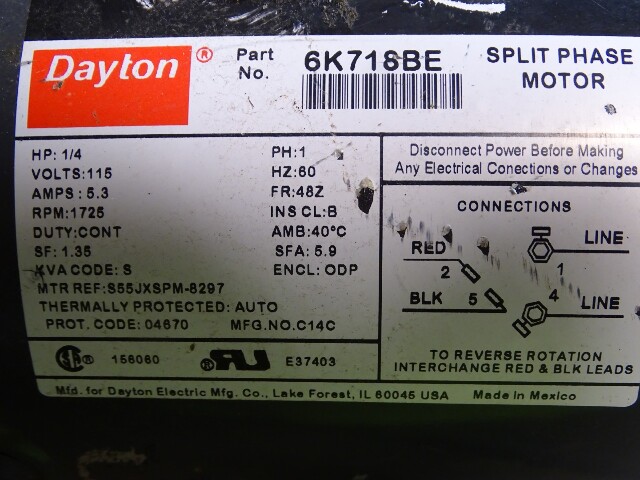 Dayton ®
Part No. 6K718BE
SPLIT PHASE
MOTOR
HP: 1/4 PH:1
VOLTS:115 HZ:60
AMPS : 5.3 FR:48Z
RPM:1725 INS CL:B
DUTY:CONT AMB:40°C
SF: 1.35 SFA: 5.9
KVA CODE: S ENCL: ODP
MTR REF:S55JXSPM-8297
THERMALLY PROTECTED: AUTO
PROT. CODE: 04670 MFG.NO.C14C
Disconnect Power Before Making
Any Electrical Conections or Changes
CONNECTIONS
RED LINE
2 1
BLK 5 4 LINE
TO REVERSE ROTATION
INTERCHANGE RED & BLK LEADS
SA® 158060 ®RU E37403
Mfd. for Dayton Electric Mfg. Co., Lake Forest, IL 60045 USA Made in Mexico